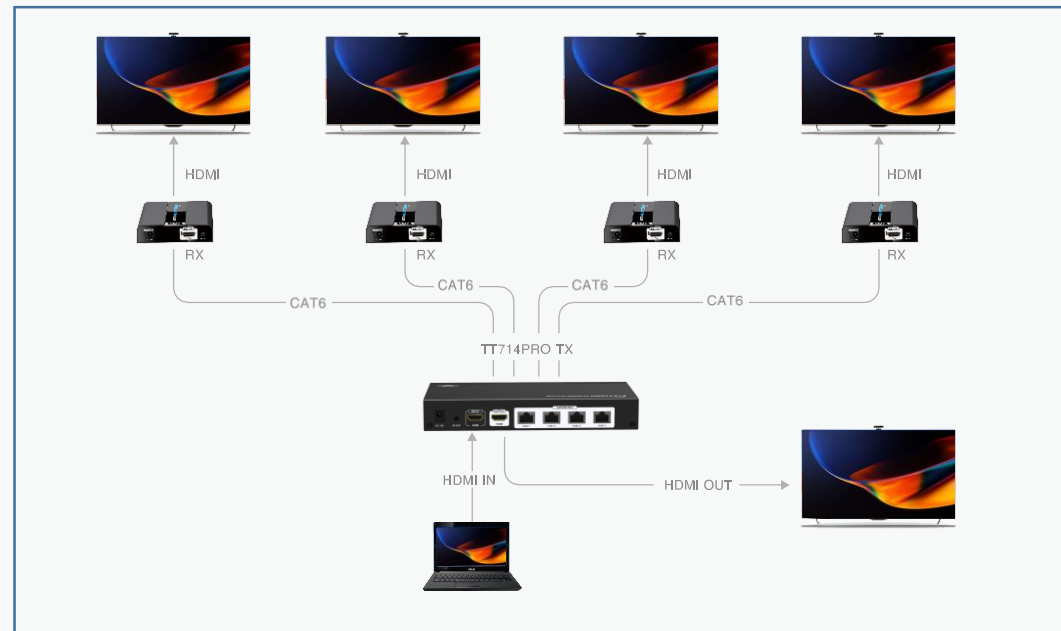 HDMI
HDMI
HDMI
HDMI
RX
RX
RX
RX
CAT6
CAT6
CAT6
CAT6
TT714PRO TX
HDMI IN
HDMI OUT